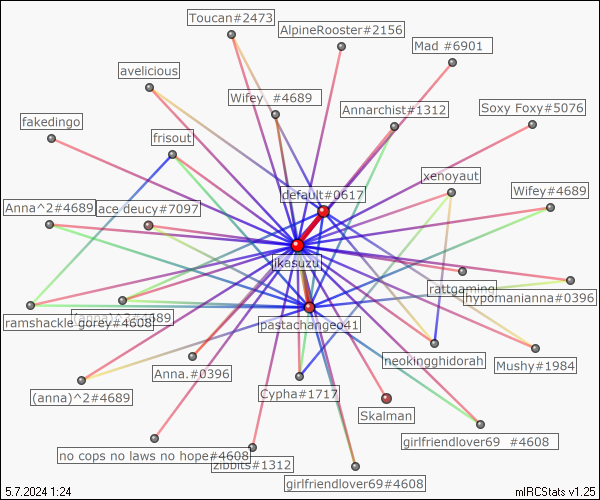 Toucan#2473
AlpineRooster#2156
Mad #6901
avelicious
Wifey #4689
Annarchist#1312
Soxy Foxy#5076
fakedingo
frisout
xenoyaut
default#0617
Wifey#4689
Anna^2#4689
ace deucy#7097
jkasuzu
rattgaming
hypomanianna#0396
ramshackle gorey#4608
(anna)^2#4689
pastachangeo41
neokingghidorah
Mushy#1984
Anna.#0396
(anna)^2#4689
Cypha#1717
Skalman
girlfriendlover69 #4608
no cops no laws no hope#4608
zibbits#1312
girlfriendlover69#4608
5.7.2024 1:24
mIRCStats v1.25